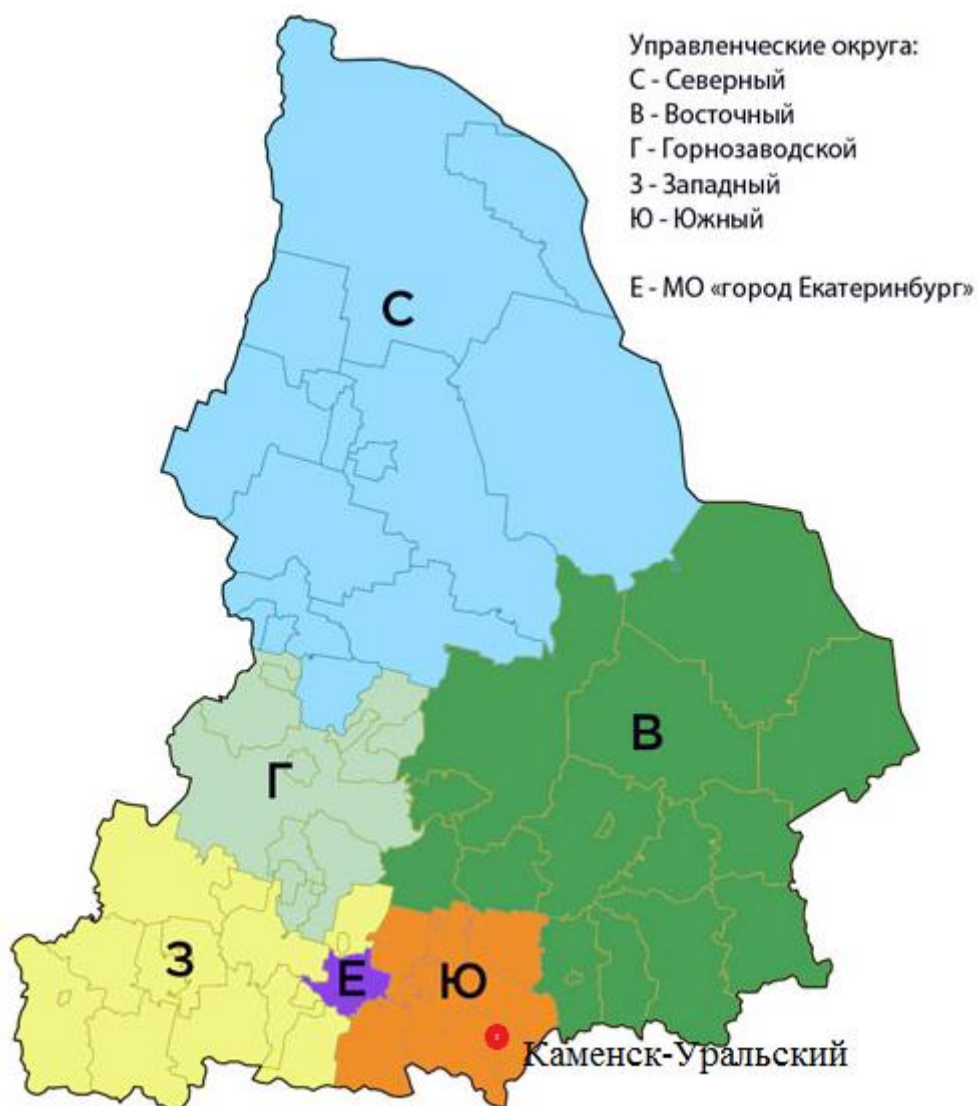 Управленческие округа:
С - Северный
В - Восточный
Г - Горнозаводской
З - Западный
Ю - Южный
Е - МО «город Екатеринбург»
С
В
Г
З
Е
Ю
Каменск-Уральский